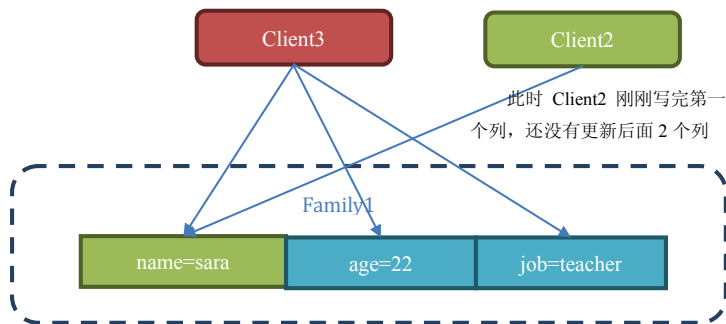 Client3
Client2
此时 Client2 刚刚写完第一
个列，还没有更新后面 2 个列
Family1
name=sara
age=22
job=teacher